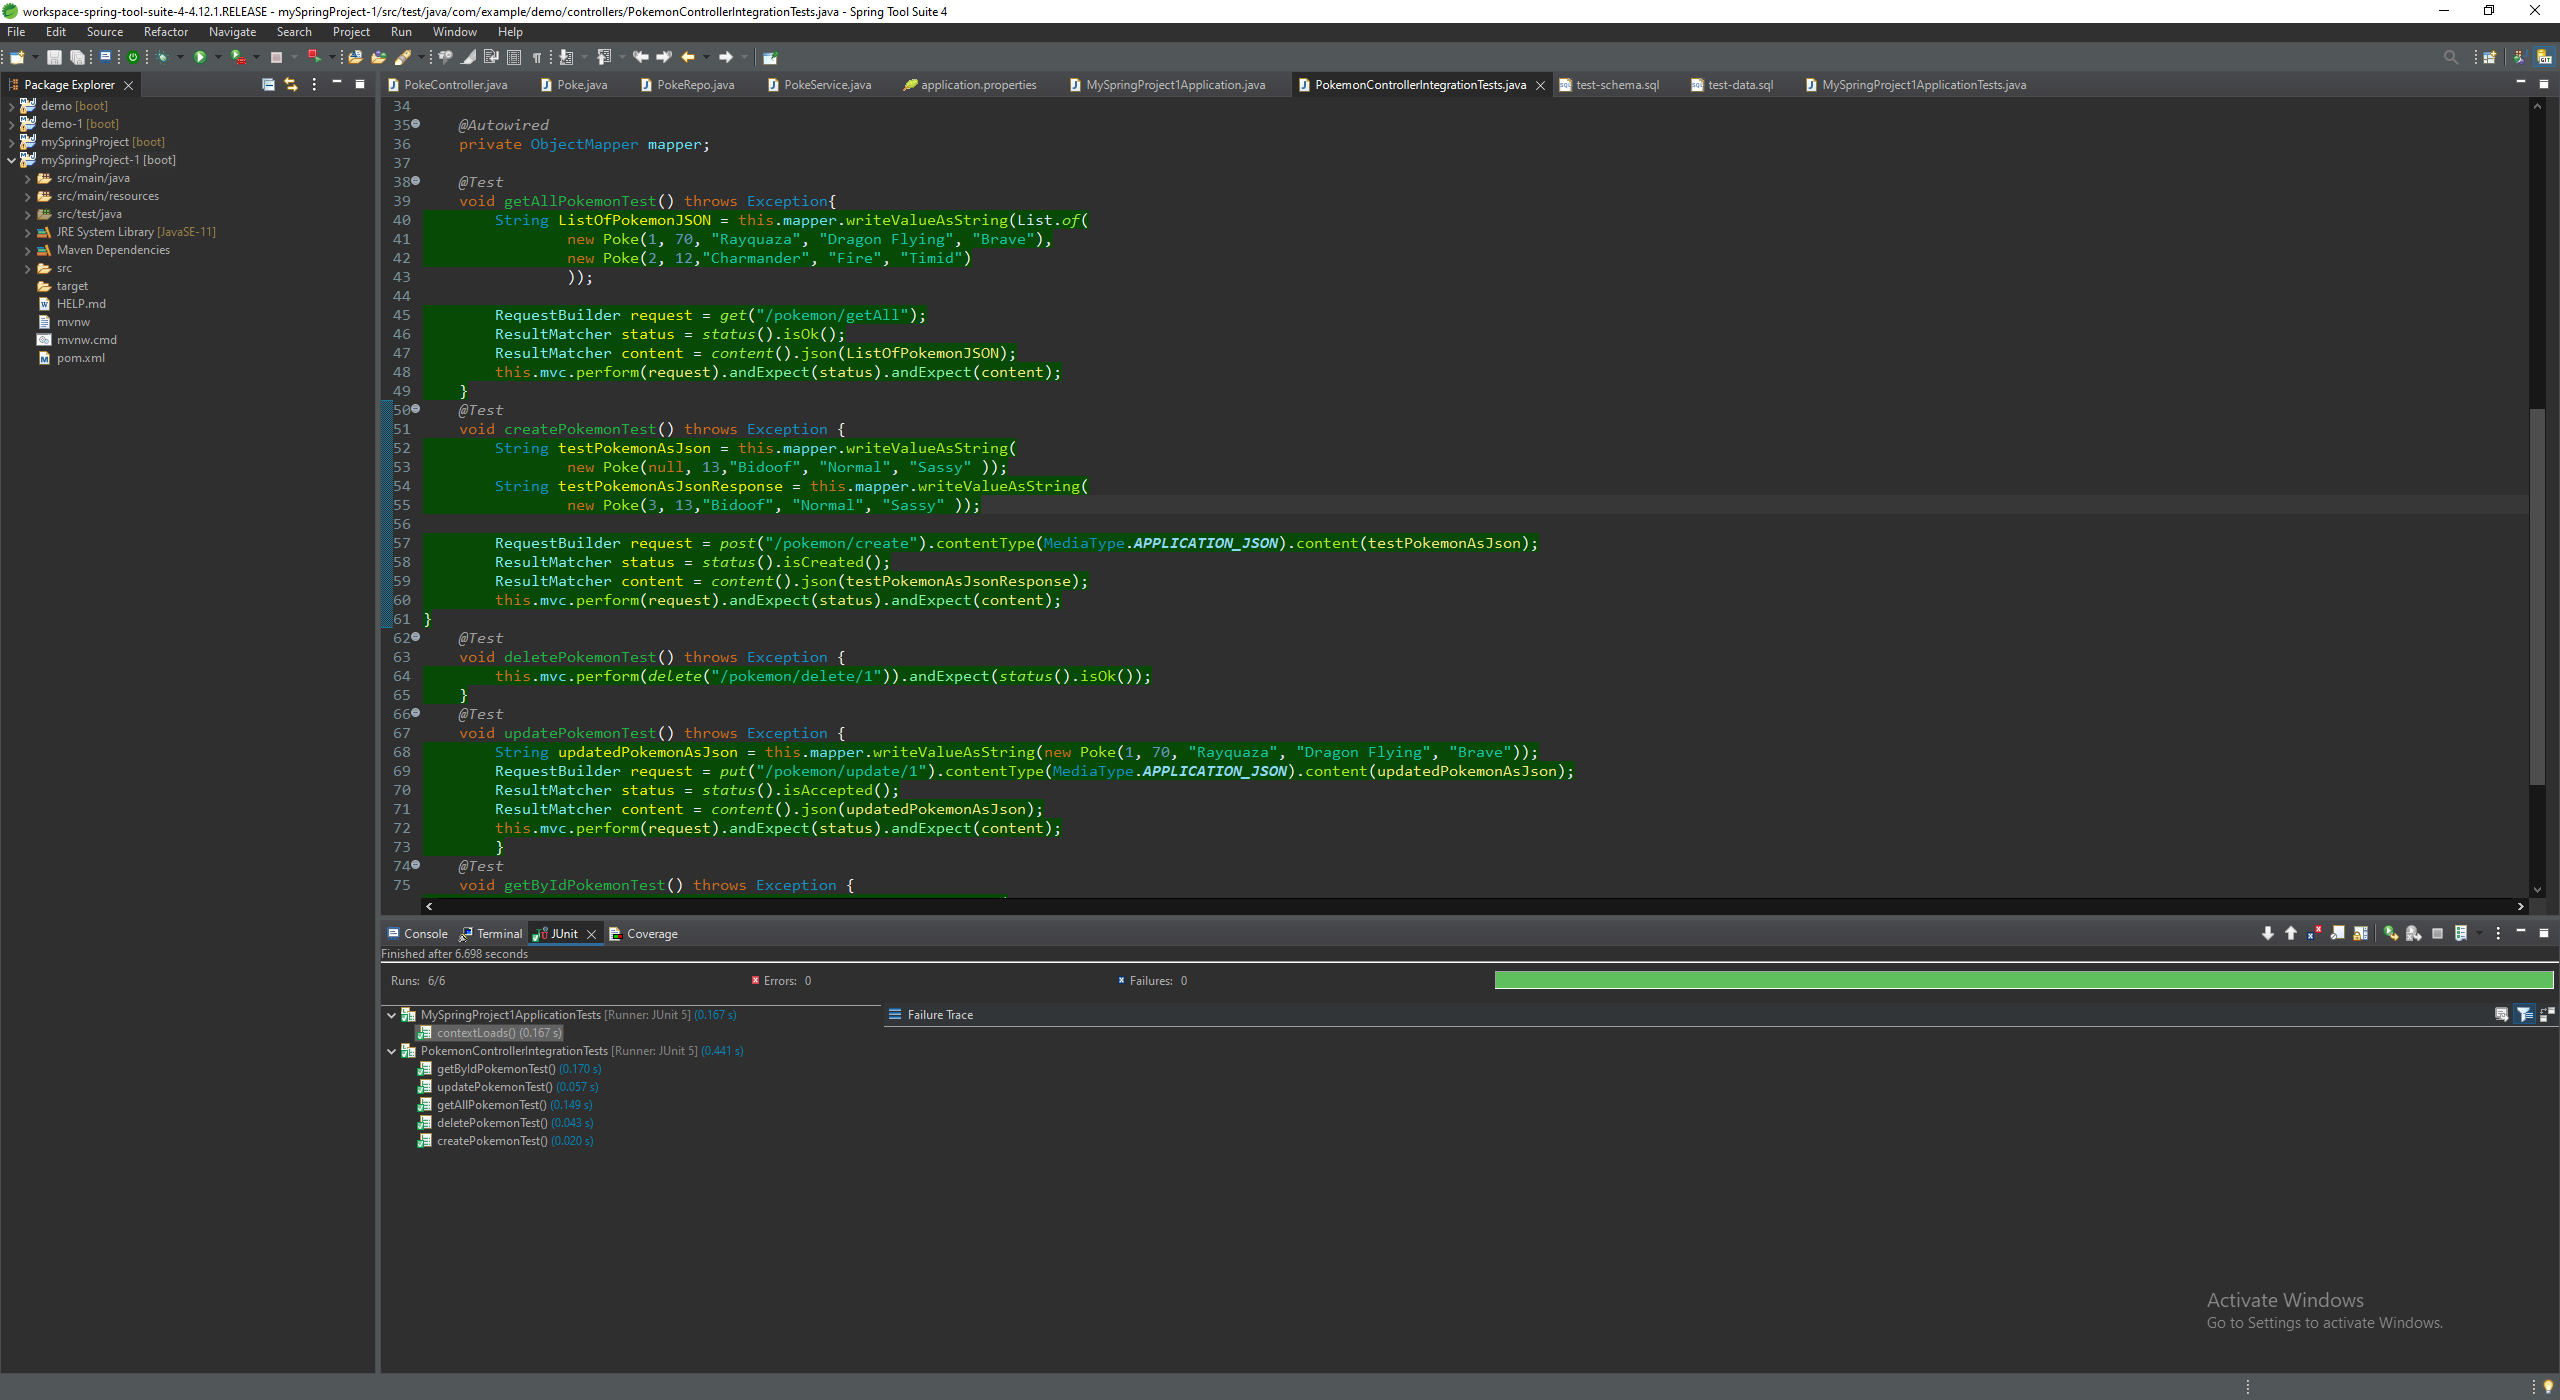 workspace-spring-tool-suite-4-4.12.1.RELEASE - mySpringProject-1/src/test/java/com/example/demo/controllers/PokemonControllerIntegrationTests.java - Spring Tool Suite 4
File Edit Source Refactor Navigate Search Project Run Window Help
Package Explorer
demo [boot]
demo-1 [boot]
mySpringProject [boot]
mySpringProject-1 [boot]
src/main/java
src/main/resources
src/test/java
JRE System Library [JavaSE-11]
Maven Dependencies
src
target
HELP.md
mvnw
mvnw.cmd
pom.xml
PokeController.java Poke.java PokeRepo.java PokeService.java application.properties MySpringProject1Application.java PokemonControllerIntegrationTests.java test-schema.sql test-data.sql MySpringProject1ApplicationTests.java
34
35 @Autowired
36 private ObjectMapper mapper;
37
38 @Test
39 void getAllPokemonTest() throws Exception{
40 String ListOfPokemonJSON = this.mapper.writeValueAsString(List.of(
41 new Poke(1, 70, "Rayquaza", "Dragon Flying", "Brave"),
42 new Poke(2, 12,"Charmander", "Fire", "Timid")
43 ));
44
45 RequestBuilder request = get("/pokemon/getAll");
46 ResultMatcher status = status().isOk();
47 ResultMatcher content = content().json(ListOfPokemonJSON);
48 this.mvc.perform(request).andExpect(status).andExpect(content);
49 }
50 @Test
51 void createPokemonTest() throws Exception {
52 String testPokemonAsJson = this.mapper.writeValueAsString(
53 new Poke(null, 13,"Bidoof", "Normal", "Sassy" ));
54 String testPokemonAsJsonResponse = this.mapper.writeValueAsString(
55 new Poke(3, 13,"Bidoof", "Normal", "Sassy" ));
56
57 RequestBuilder request = post("/pokemon/create").contentType(MediaType.APPLICATION_JSON).content(testPokemonAsJson);
58 ResultMatcher status = status().isCreated();
59 ResultMatcher content = content().json(testPokemonAsJsonResponse);
60 this.mvc.perform(request).andExpect(status).andExpect(content);
61 }
62 @Test
63 void deletePokemonTest() throws Exception {
64 this.mvc.perform(delete("/pokemon/delete/1")).andExpect(status().isOk());
65 }
66 @Test
67 void updatePokemonTest() throws Exception {
68 String updatedPokemonAsJson = this.mapper.writeValueAsString(new Poke(1, 70, "Rayquaza", "Dragon Flying", "Brave"));
69 RequestBuilder request = put("/pokemon/update/1").contentType(MediaType.APPLICATION_JSON).content(updatedPokemonAsJson);
70 ResultMatcher status = status().isAccepted();
71 ResultMatcher content = content().json(updatedPokemonAsJson);
72 this.mvc.perform(request).andExpect(status).andExpect(content);
73 }
74 @Test
75 void getByIdPokemonTest() throws Exception {
Console Terminal JUnit Coverage
Finished after 6.698 seconds
Runs: 6/6 Errors: 0 Failures: 0
MySpringProject1ApplicationTests [Runner: JUnit 5] (0.167 s)
contextLoads() (0.167 s)
PokemonControllerIntegrationTests [Runner: JUnit 5] (0.441 s)
getByIdPokemonTest() (0.170 s)
updatePokemonTest() (0.057 s)
getAllPokemonTest() (0.149 s)
deletePokemonTest() (0.043 s)
createPokemonTest() (0.020 s)
Failure Trace
Activate Windows
Go to Settings to activate Windows.